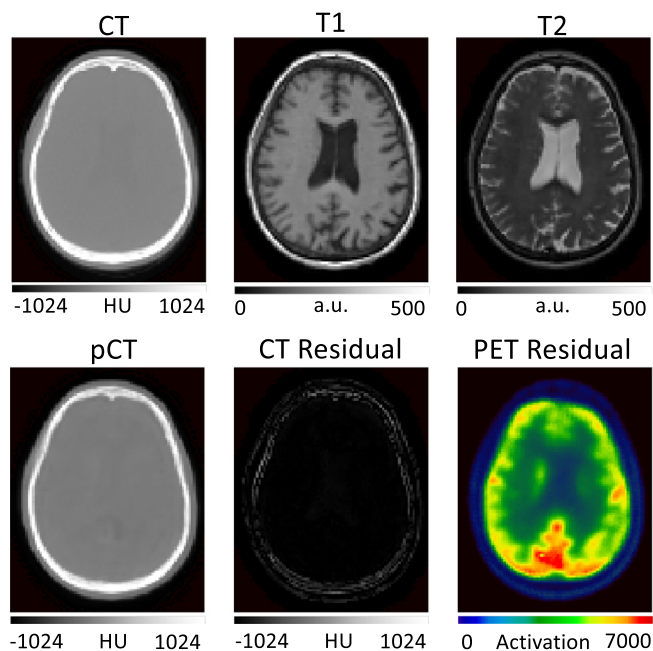 CT T1 T2
-1024 HU 1024 0 a.u. 500 0 a.u. 500
pCT CT Residual PET Residual
-1024 HU 1024 -1024 HU 1024 0 Activation 7000